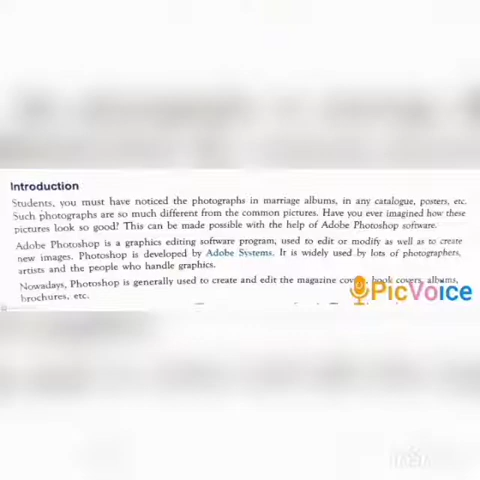 Introduction
Students, you must have noticed the photographs in marriage albums, in any catalogue, posters, etc.
Such photographs are so much different from the common pictures. Have you ever imagined how these
pictures look so good? This can be made possible with the help of Adobe Photoshop software.
Adobe Photoshop is a graphics editing software program, used to edit or modify as well as to create
new images. Photoshop is developed by Adobe Systems. It is widely used by lots of photographers,
artists and the people who handle graphics.
Nowadays, Photoshop is generally used to create and edit the magazine book covers, albums,
brochures, etc.
PicVoice